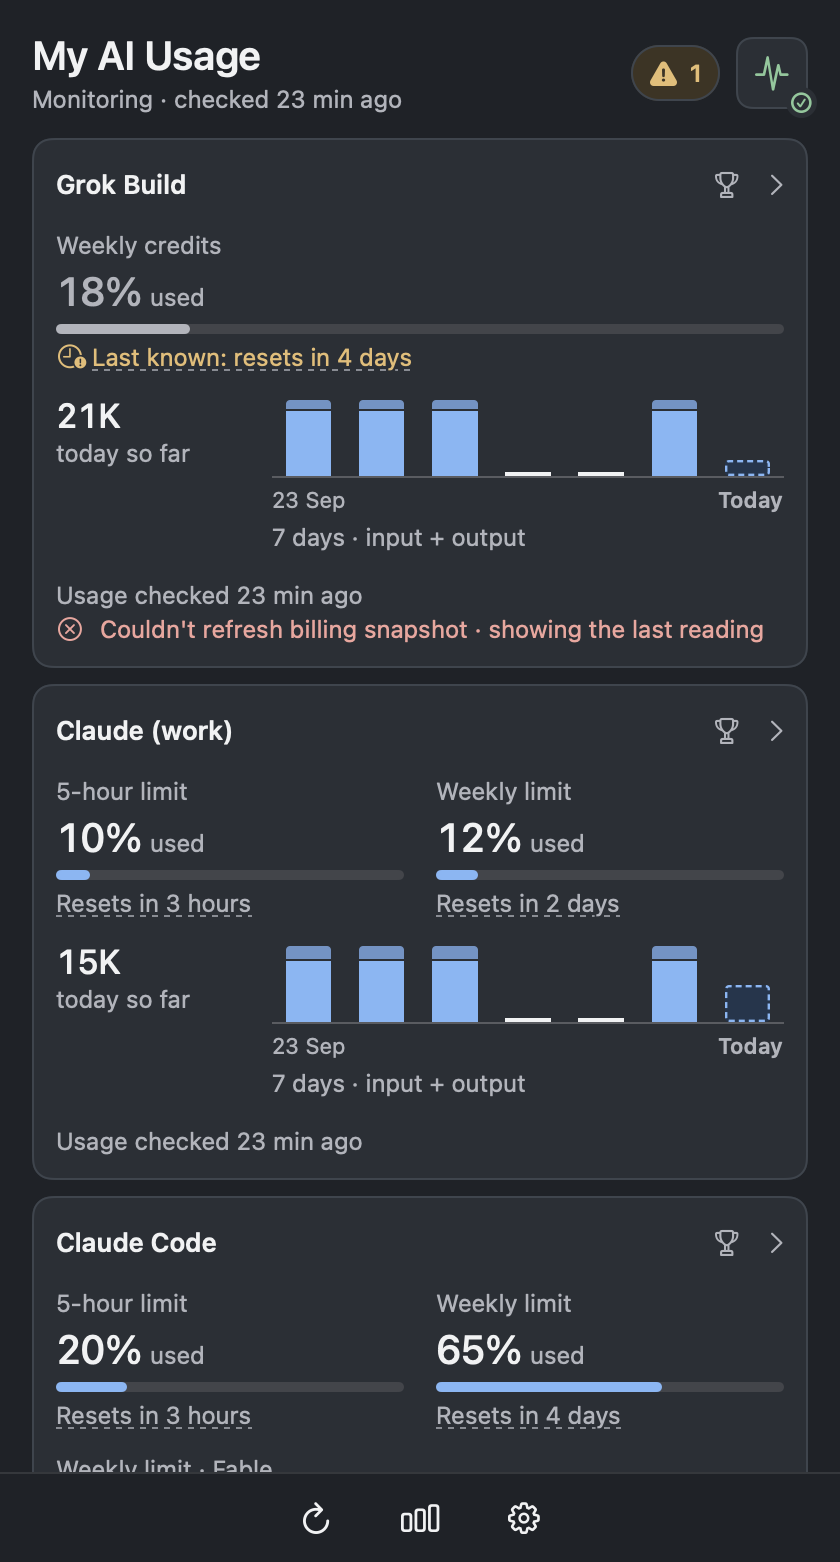 My AI Usage
Monitoring · checked 23 min ago
1
Grok Build
Weekly credits
18% used
Last known: resets in 4 days
21K
today so far
23 Sep
Today
7 days · input + output
Usage checked 23 min ago
Couldn't refresh billing snapshot · showing the last reading
Claude (work)
5-hour limit
Weekly limit
10% used
12% used
Resets in 3 hours
Resets in 2 days
15K
today so far
23 Sep
Today
7 days · input + output
Usage checked 23 min ago
Claude Code
5-hour limit
Weekly limit
20% used
65% used
Resets in 3 hours
Resets in 4 days
Weekly limit · Fable